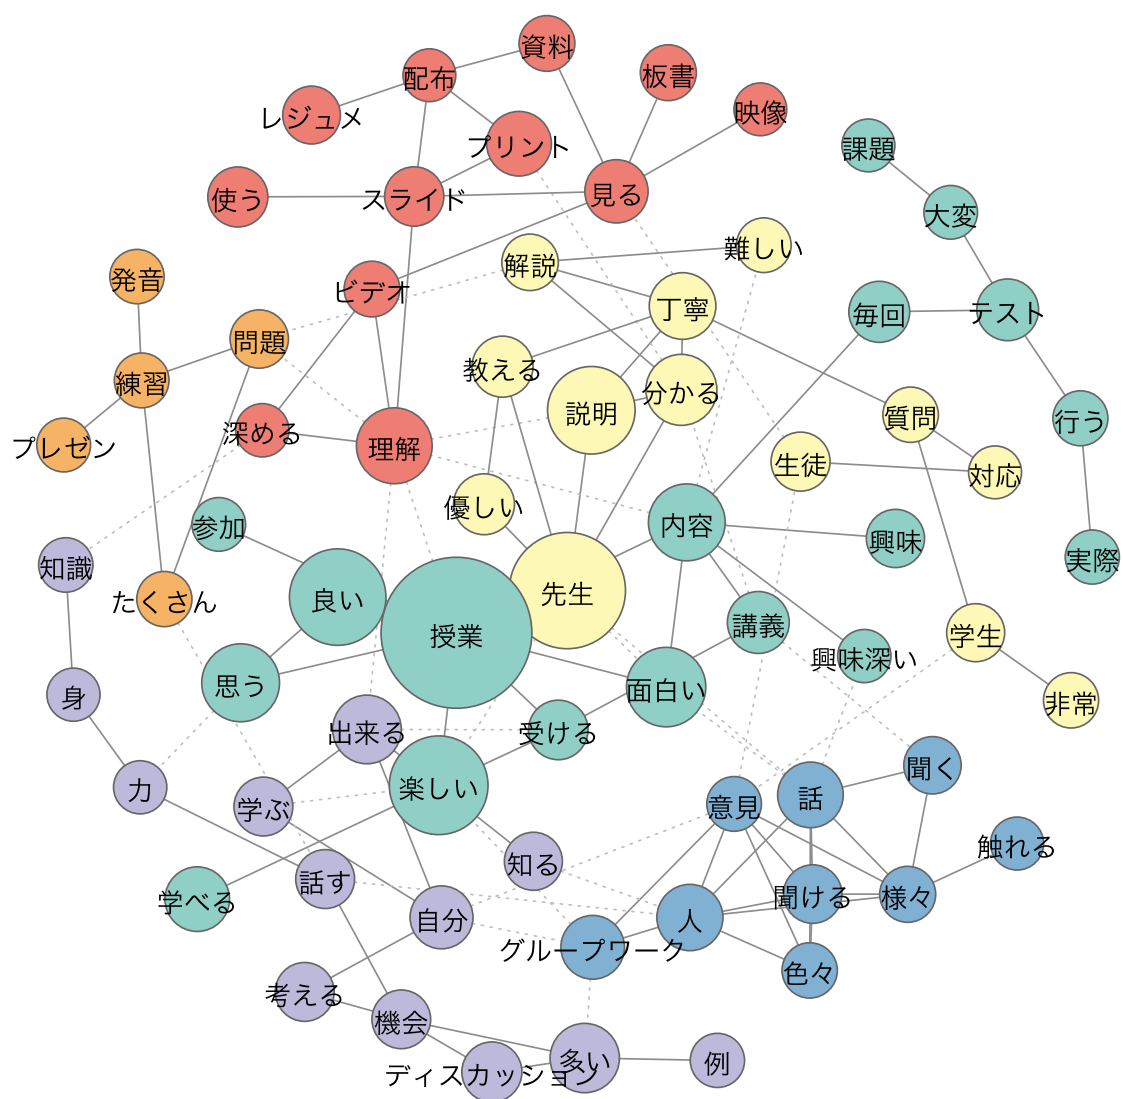 資料
配布
板書
映像
レジュメ
プリント
課題
使う
スライド
見る
大変
難しい
解説
発音
ビデオ
丁寧
毎回
テスト
問題
教える
練習
分かる
説明
質問
行う
深める
理解
プレゼン
生徒
対応
優しい
内容
参加
興味
実際
知識
先生
良い
たくさん
授業
講義
学生
興味深い
思う
面白い
身
非常
出来る
受ける
聞く
力
楽しい
話
学ぶ
意見
触れる
知る
話す
聞ける
様々
学べる
自分
人
グループワーク
色々
考える
機会
多い
例
ディスカッション